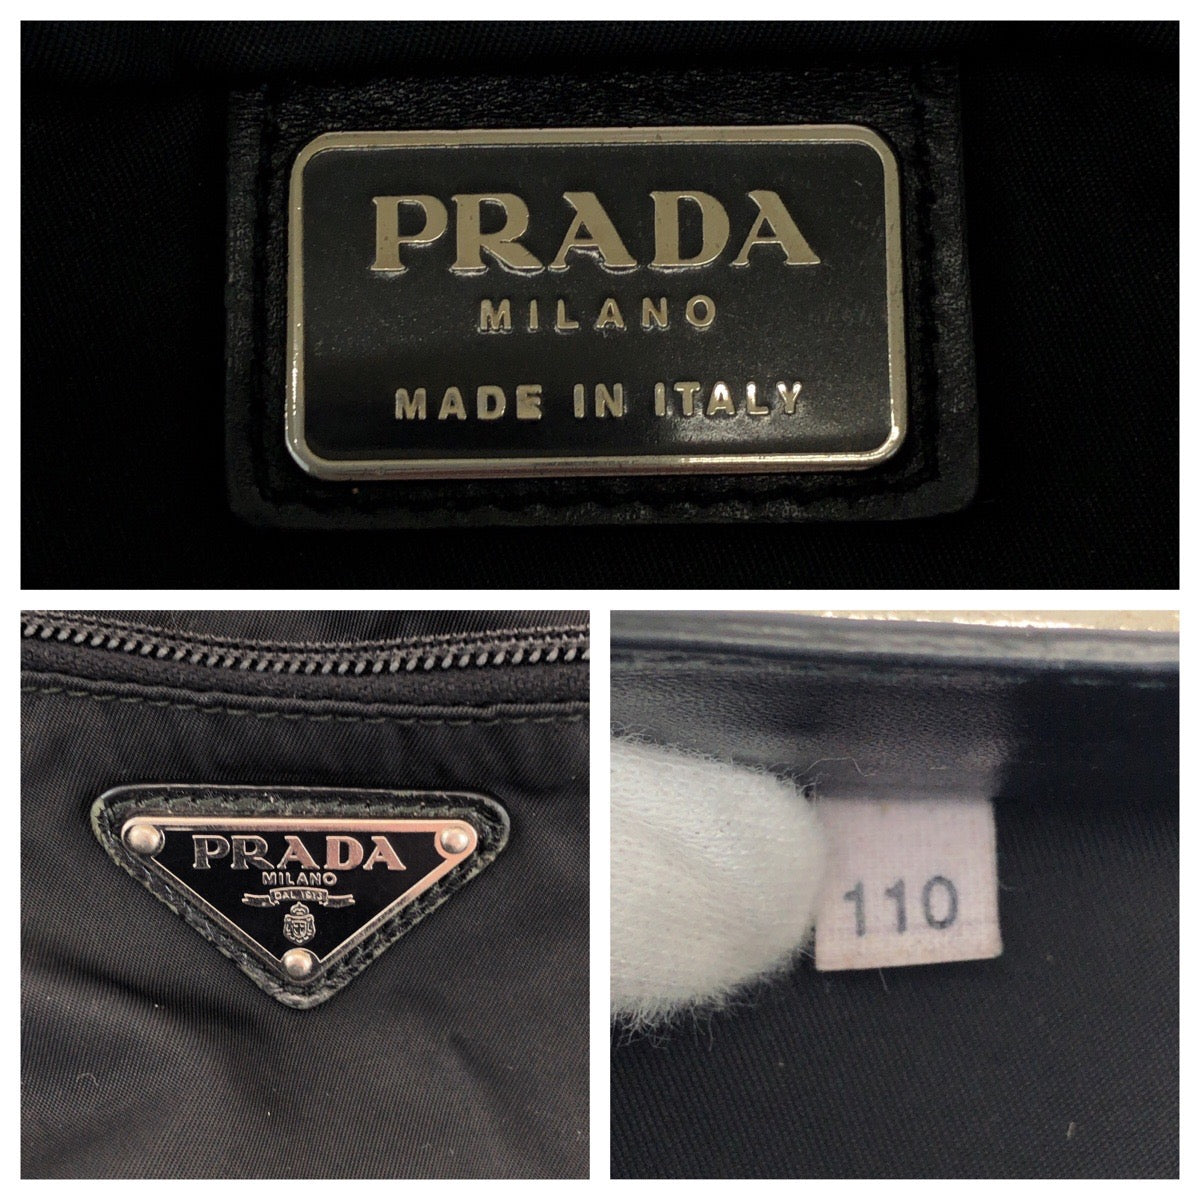 PRADA
MILANO
MADE IN ITALY
PRADA
MILANO
DAL 1913
110